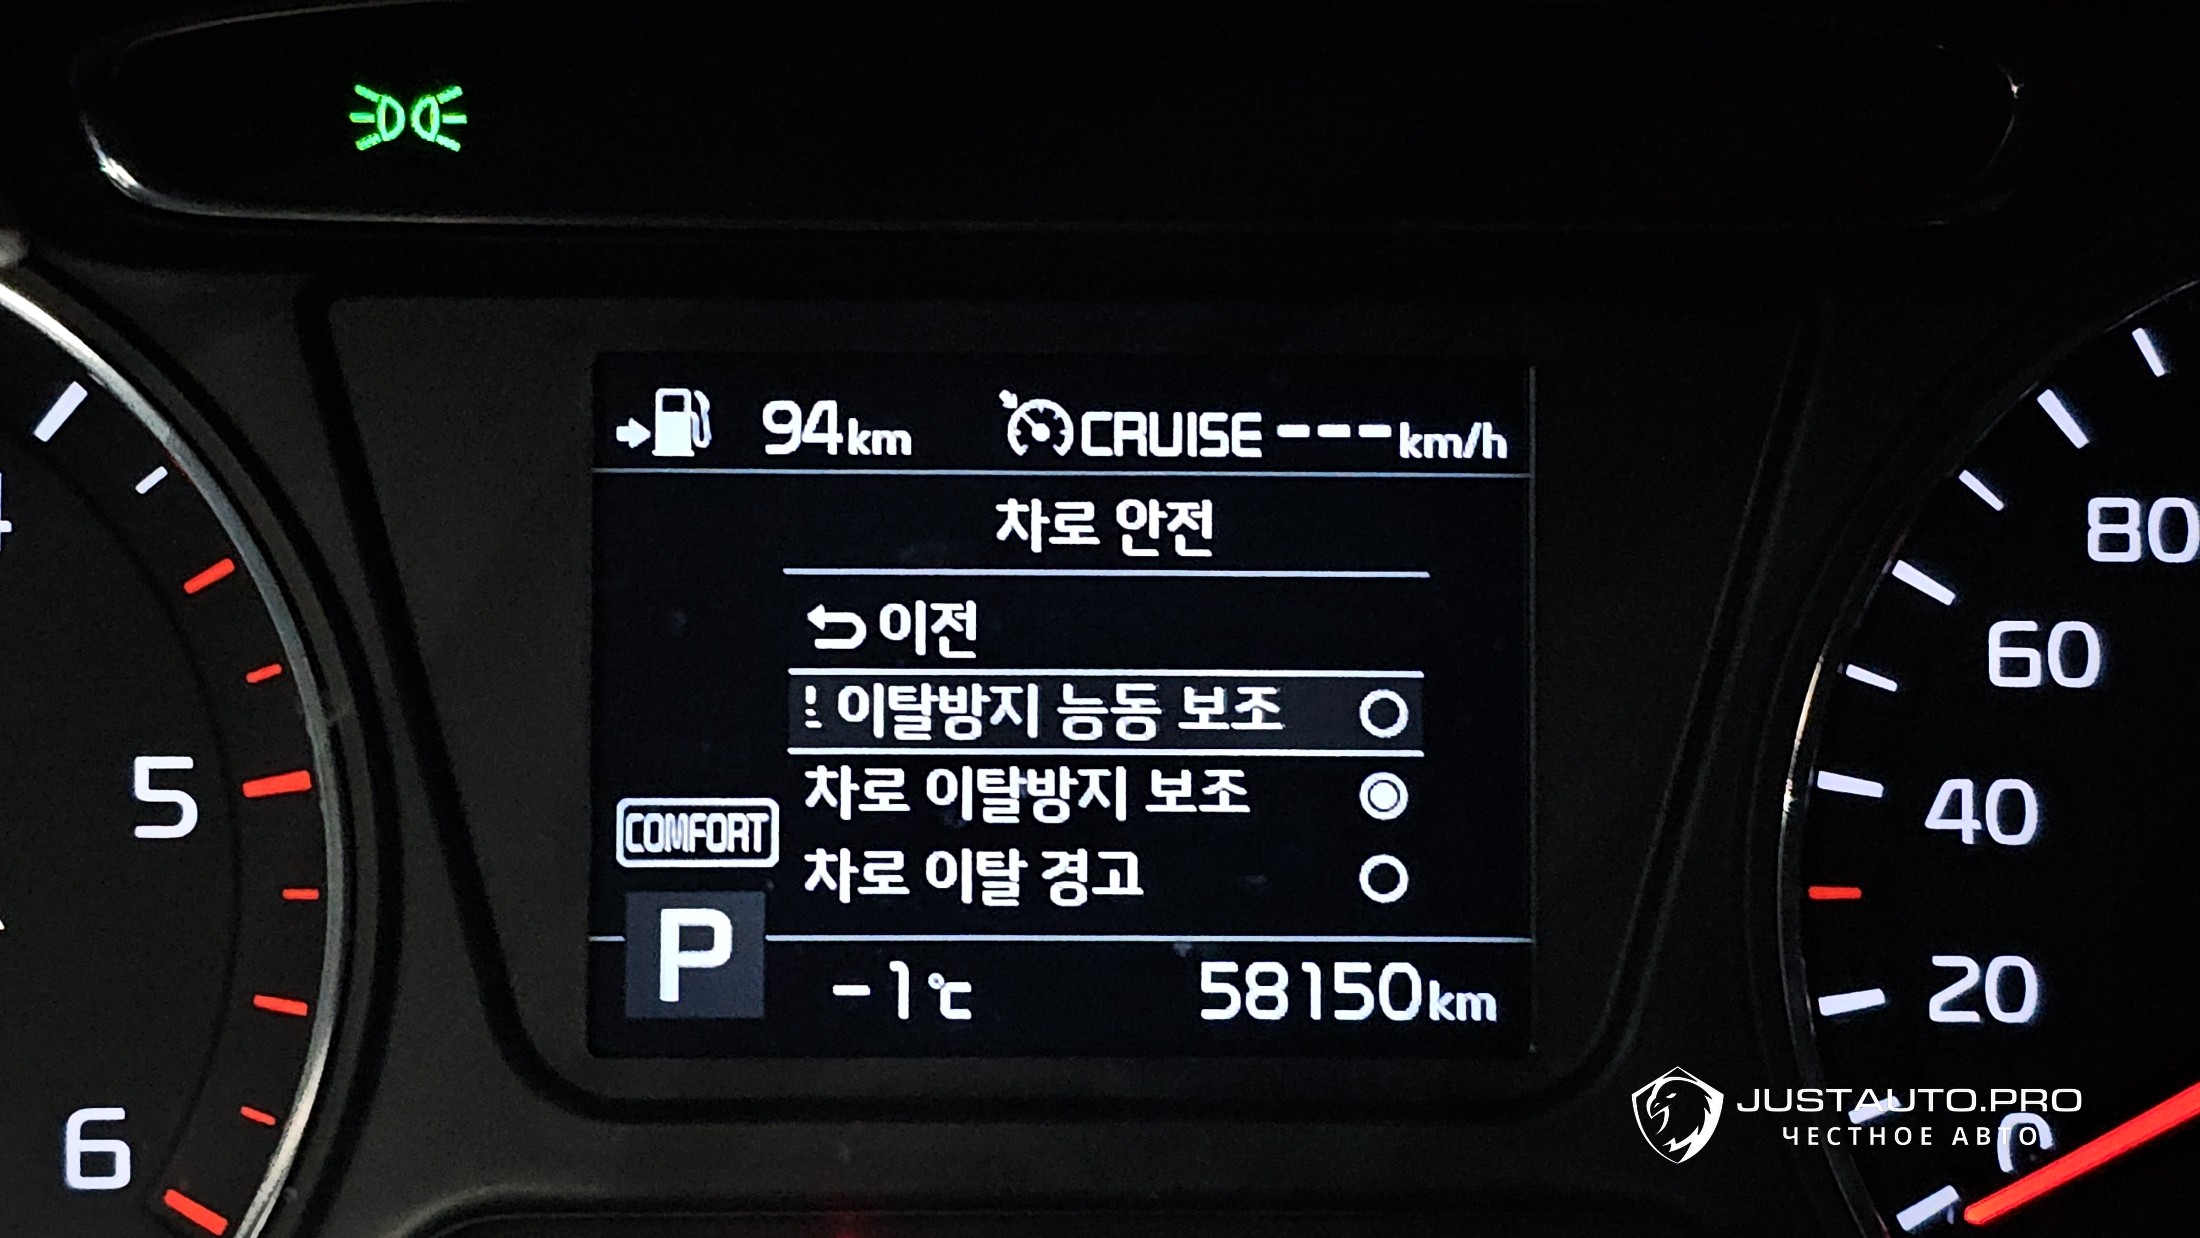 94km CRUISE ---km/h
차로 안전
이전
이탈방지 능동 보조
차로 이탈방지 보조
차로 이탈 경고
COMFORT
P
-1℃ 58150km
5
6
80
60
40
20
0
JUSTAUTO.PRO
ЧЕСТНОЕ АВТО